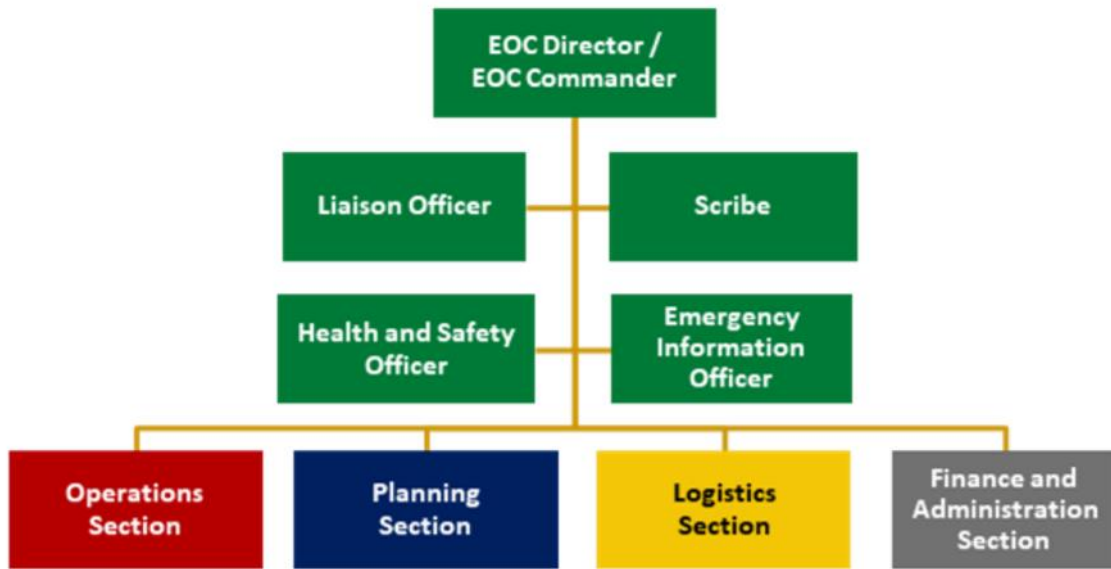 EOC Director /
EOC Commander
Liaison Officer
Scribe
Health and Safety
Officer
Emergency
Information
Officer
Operations
Section
Planning
Section
Logistics
Section
Finance and
Administration
Section